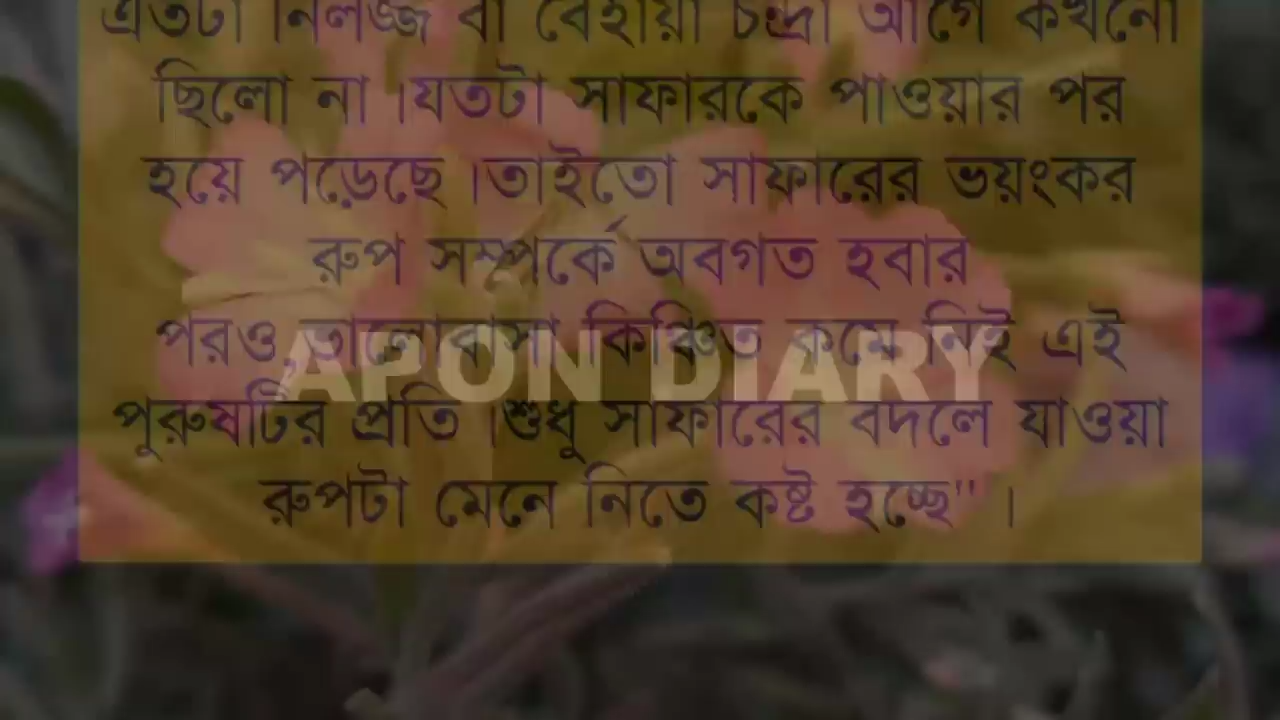 এতটা নির্লজ্জ বা বেহায়া চন্দ্রা আগে কখনো
ছিলো না ।যতটা সাফারকে পাওয়ার পর
হয়ে পড়েছে ।তাইতো সাফারের ভয়ংকর
রুপ সম্পর্কে অবগত হবার
পরও,ভালোবাসা কিঞ্চিত কমে নিই এই
APON DIARY
পুরুষটির প্রতি ।শুধু সাফারের বদলে যাওয়া
রুপটা মেনে নিতে কষ্ট হচ্ছে" ।